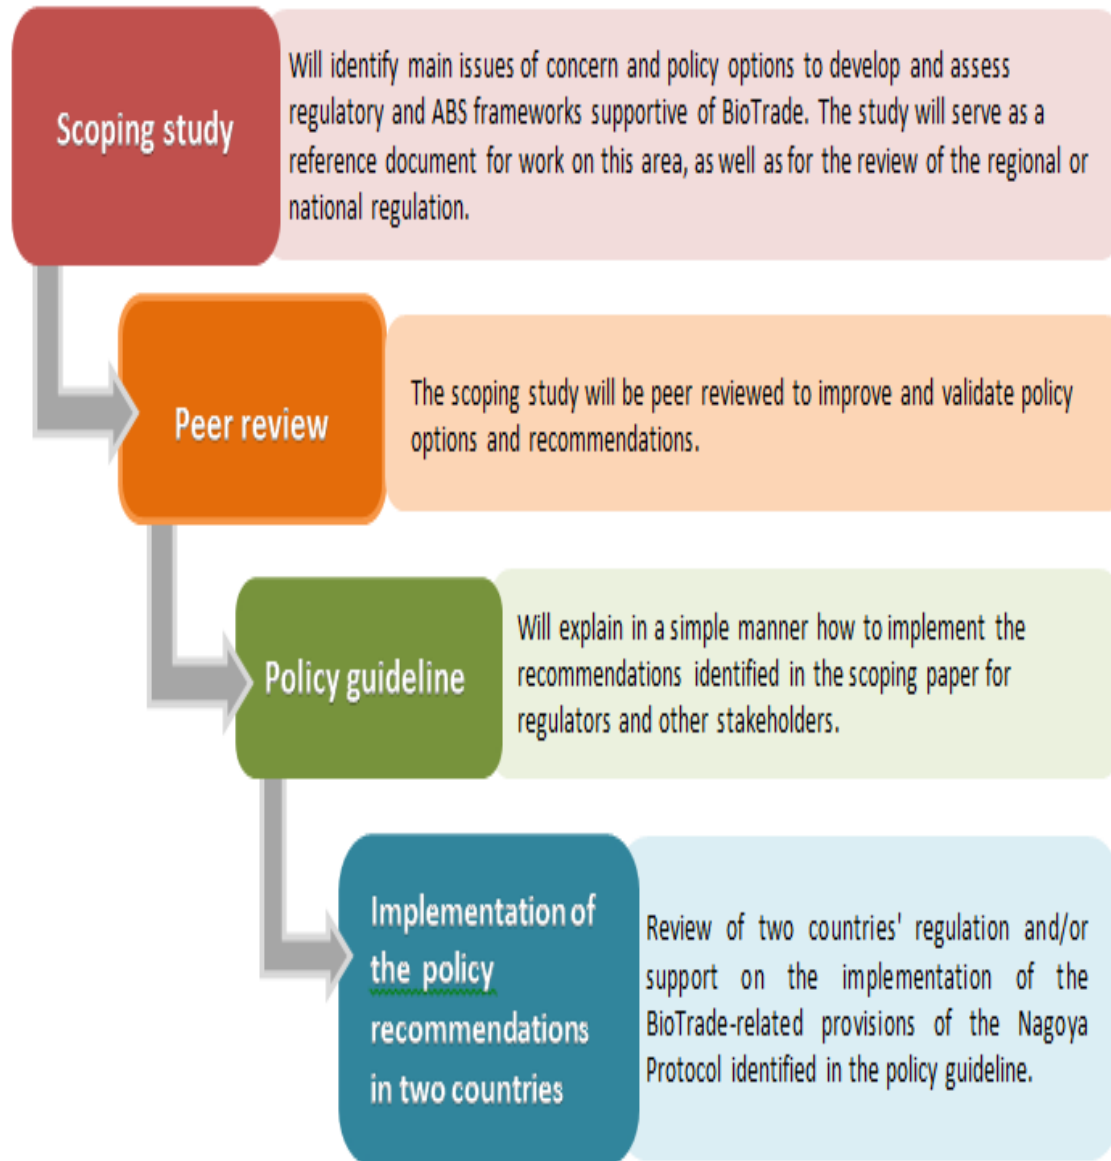 Scoping study
Will identify main issues of concern and policy options to develop and assess
regulatory and ABS frameworks supportive of BioTrade. The study will serve as a
reference document for work on this area, as well as for the review of the regional or
national regulation.
Peer review
The scoping study will be peer reviewed to improve and validate policy
options and recommendations.
Policy guideline
Will explain in a simple manner how to implement the
recommendations identified in the scoping paper for
regulators and other stakeholders.
Implementation of
the policy
recommendations
in two countries
Review of two countries' regulation and/or
support on the implementation of the
BioTrade-related provisions of the Nagoya
Protocol identified in the policy guideline.